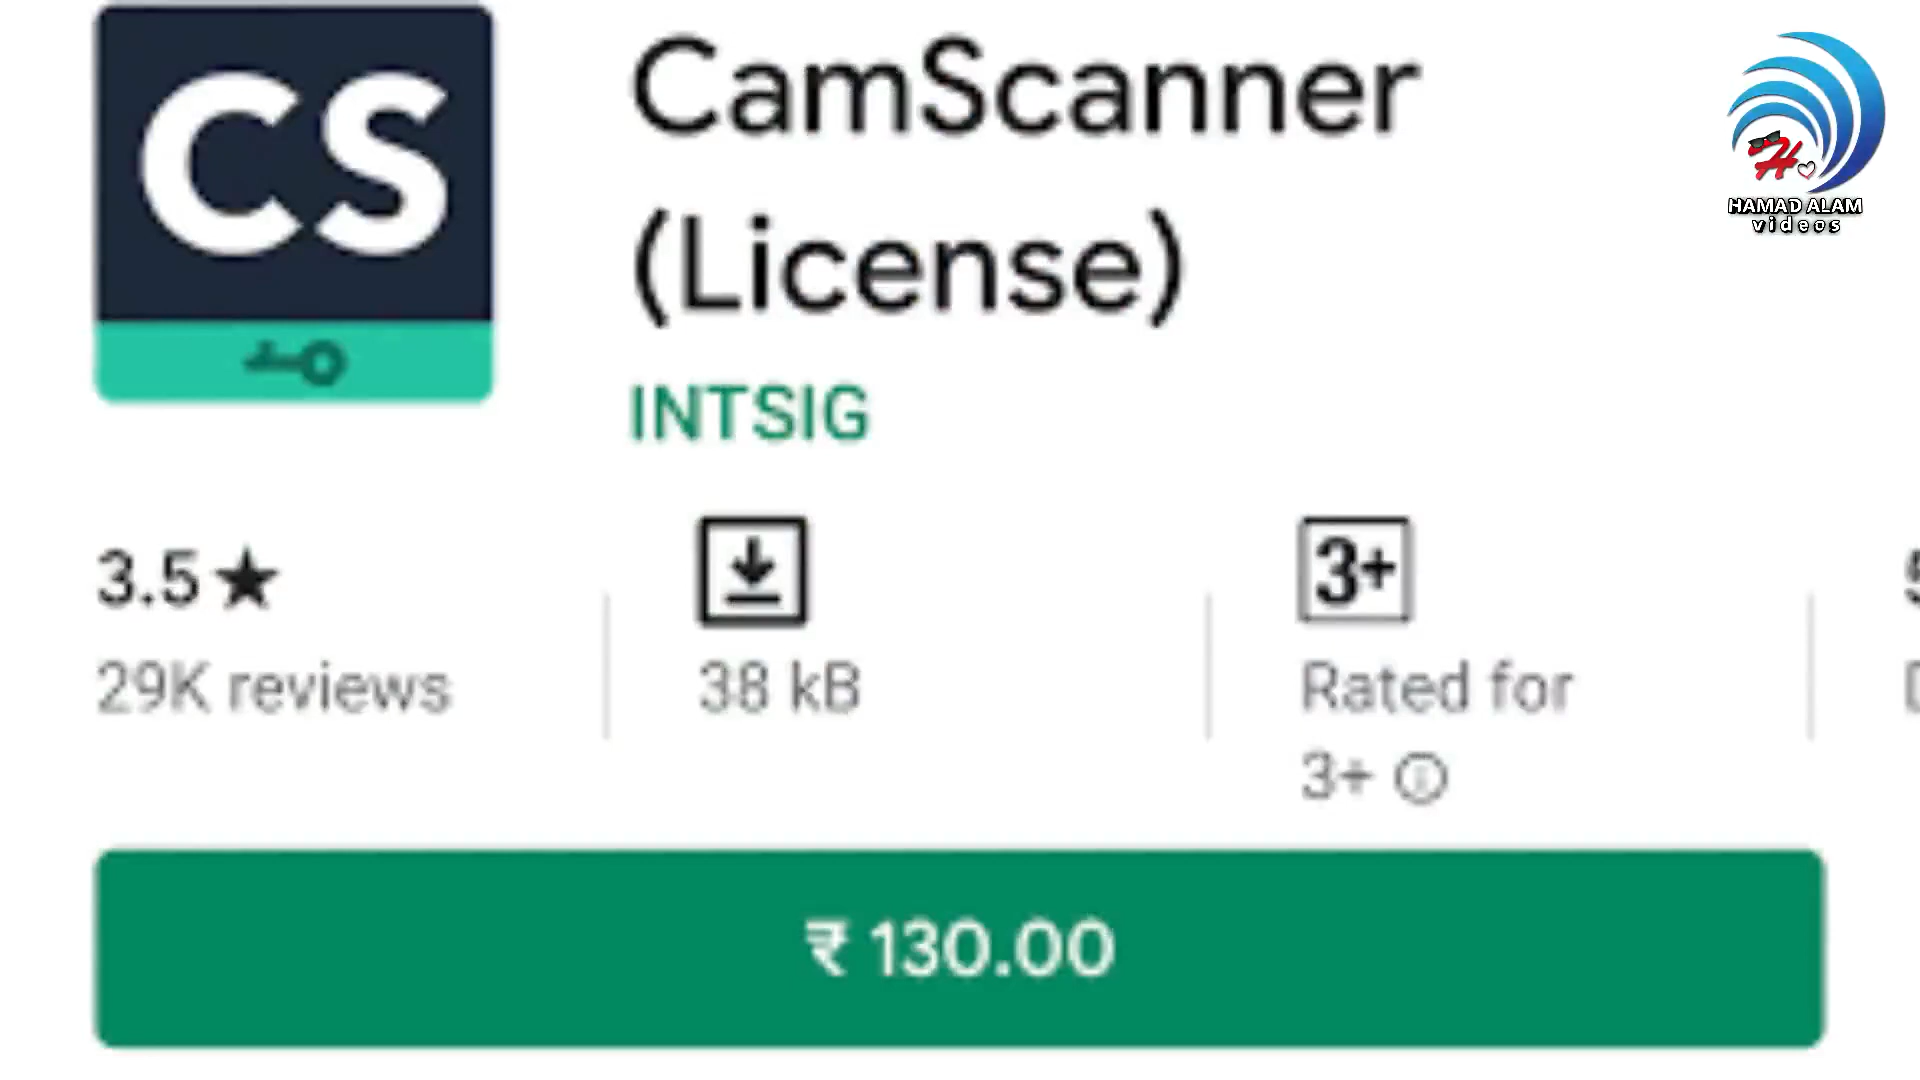 CS
CamScanner
(License)
INTSIG
HAMAD ALAM
videos
3.5★
29K reviews
38 kB
3+
Rated for
3+
₹ 130.00